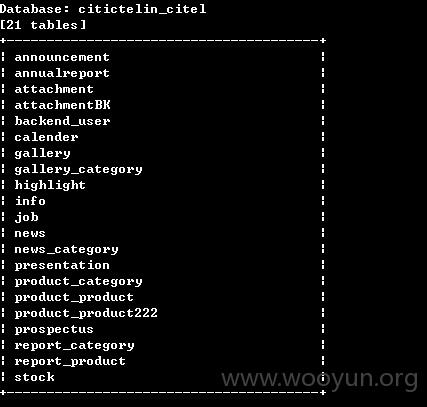 Database: citictelin_citel
[21 tables]
+---------------------------------------+
¦ announcement ¦
¦ annualreport ¦
¦ attachment ¦
¦ attachmentBK ¦
¦ backend_user ¦
¦ calender ¦
¦ gallery ¦
¦ gallery_category ¦
¦ highlight ¦
¦ info ¦
¦ job ¦
¦ news ¦
¦ news_category ¦
¦ presentation ¦
¦ product_category ¦
¦ product_product ¦
¦ product_product222 ¦
¦ prospectus ¦
¦ report_category ¦
¦ report_product ¦
¦ stock ¦
+---------------------------------------+
www.wooyun.org